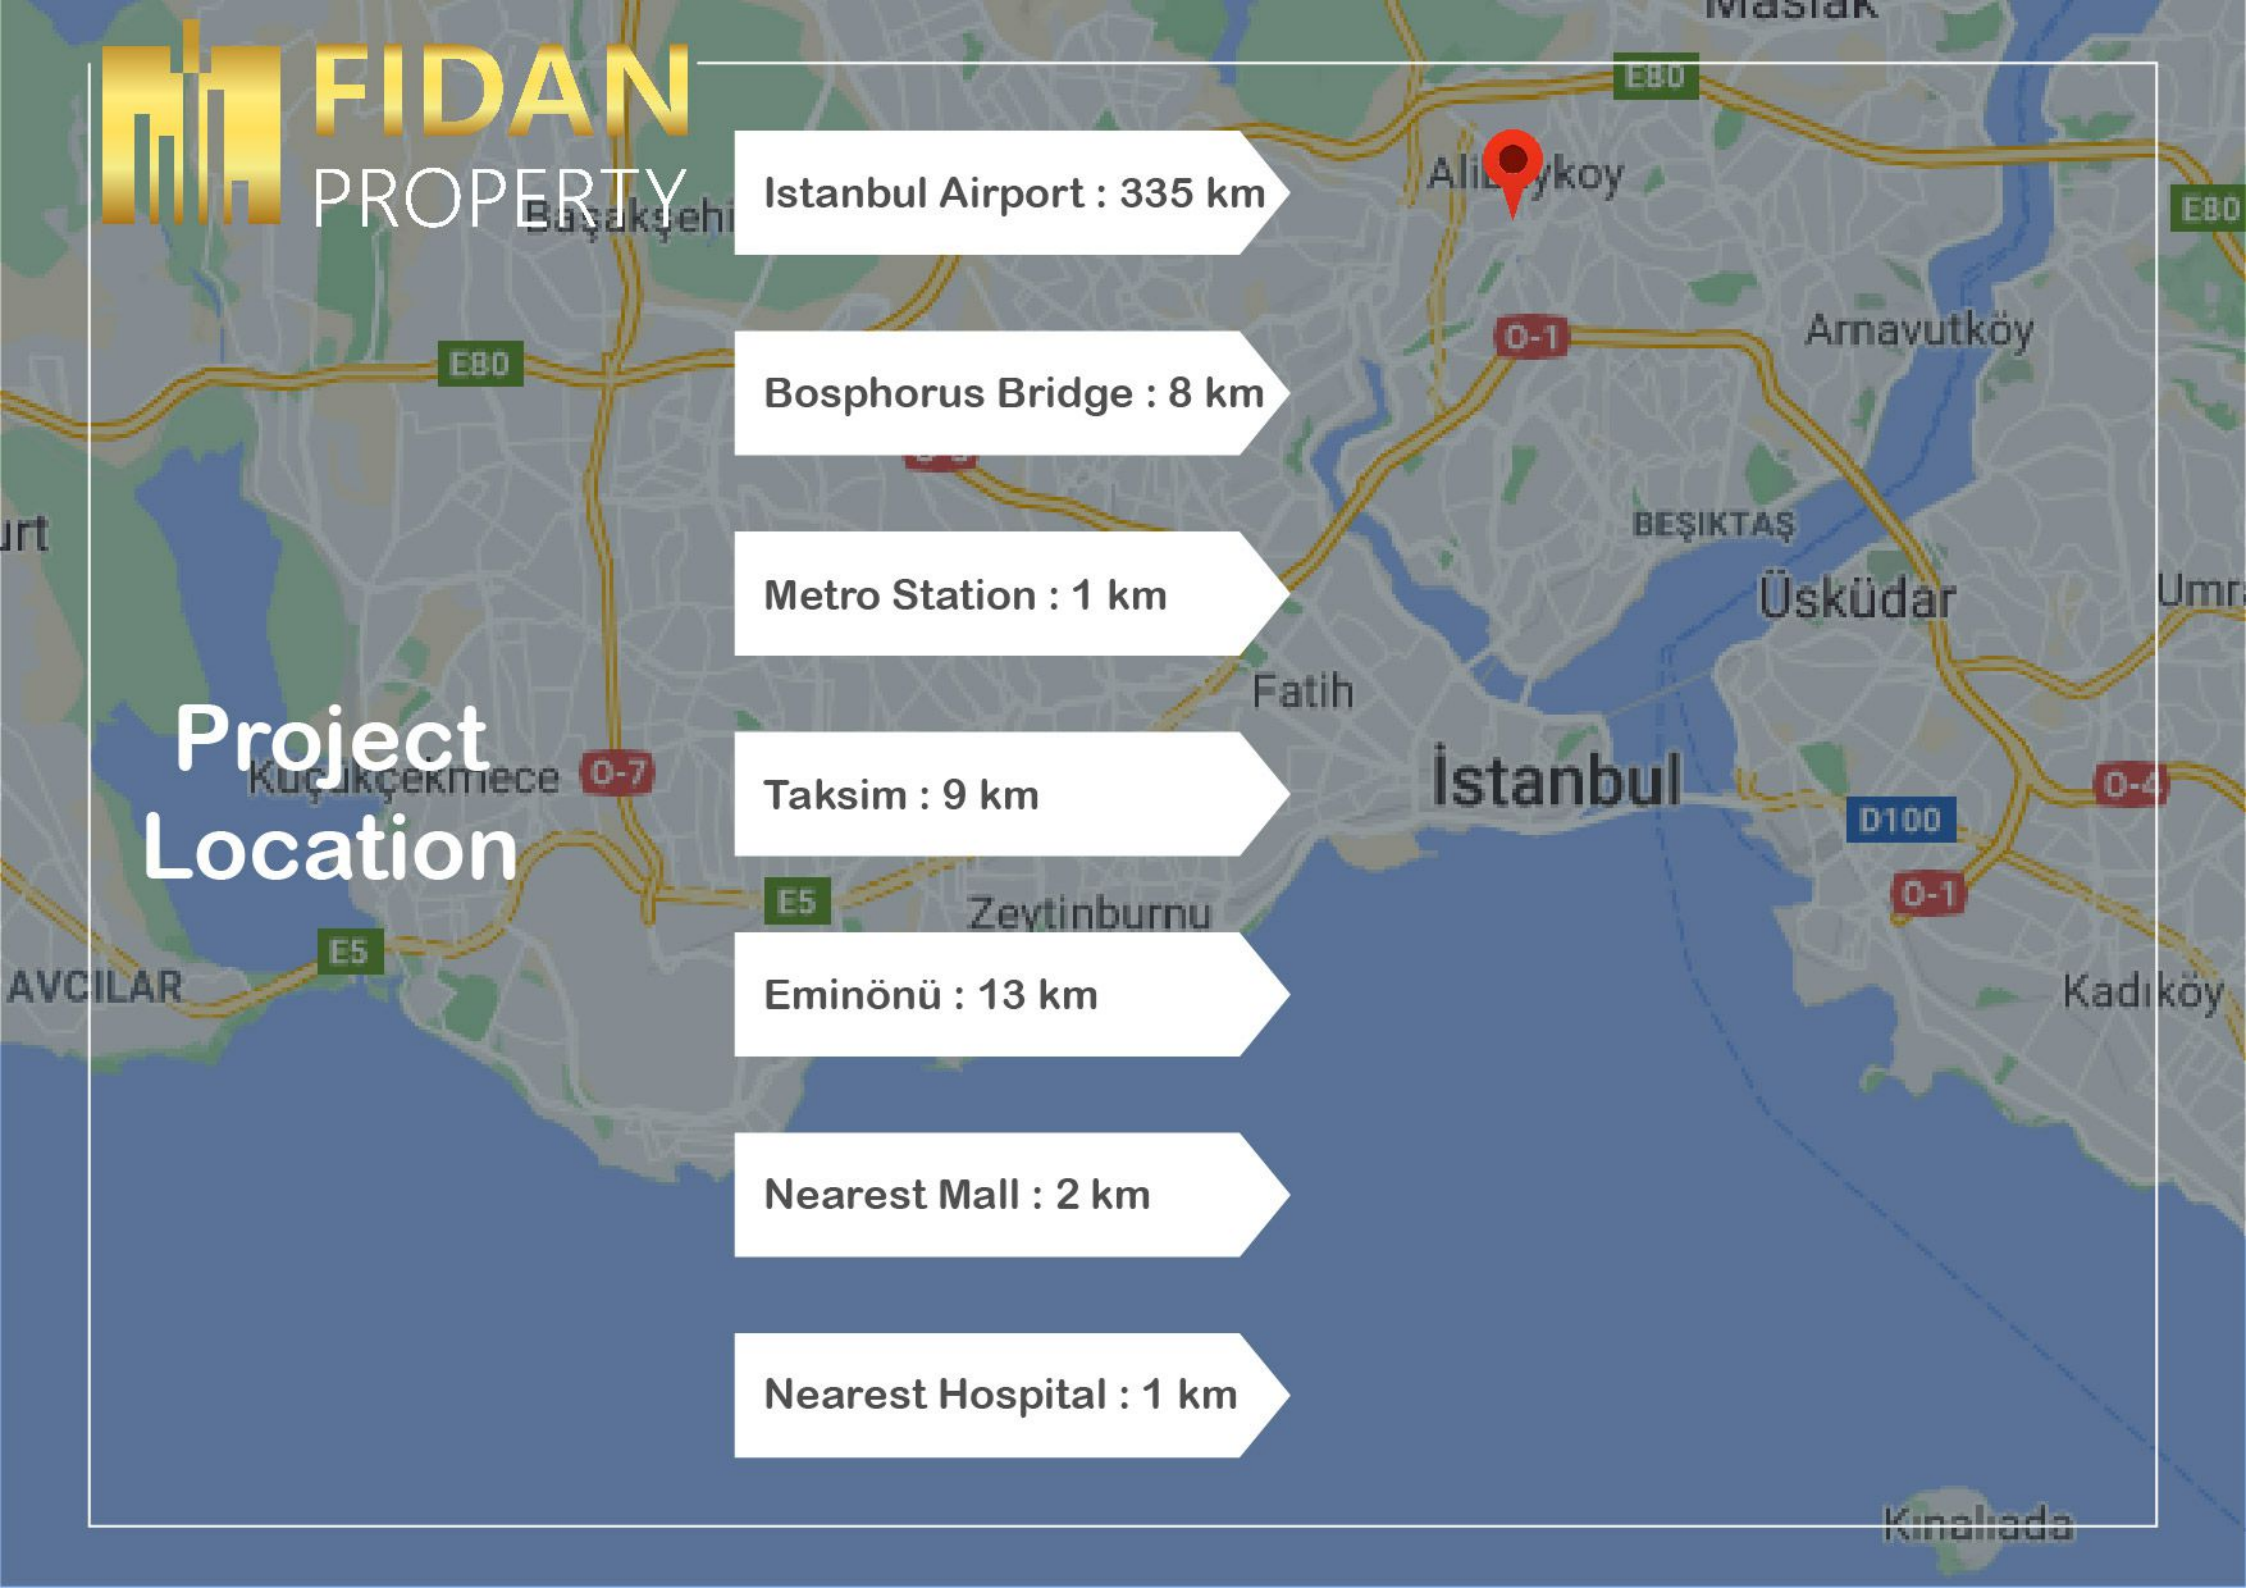 FIDAN
PROPERTY
Project
Location
Istanbul Airport : 335 km
Bosphorus Bridge : 8 km
Metro Station : 1 km
Taksim : 9 km
Eminönü : 13 km
Nearest Mall : 2 km
Nearest Hospital : 1 km
Maslak
E80
E80
Arnavutköy
E80
O-1
BEŞIKTAŞ
Üsküdar
Fatih
Küçükçekmece
O-7
İstanbul
O-4
D100
O-1
E5
Zeytinburnu
E5
AVCILAR
Kadıköy
Kınalıada